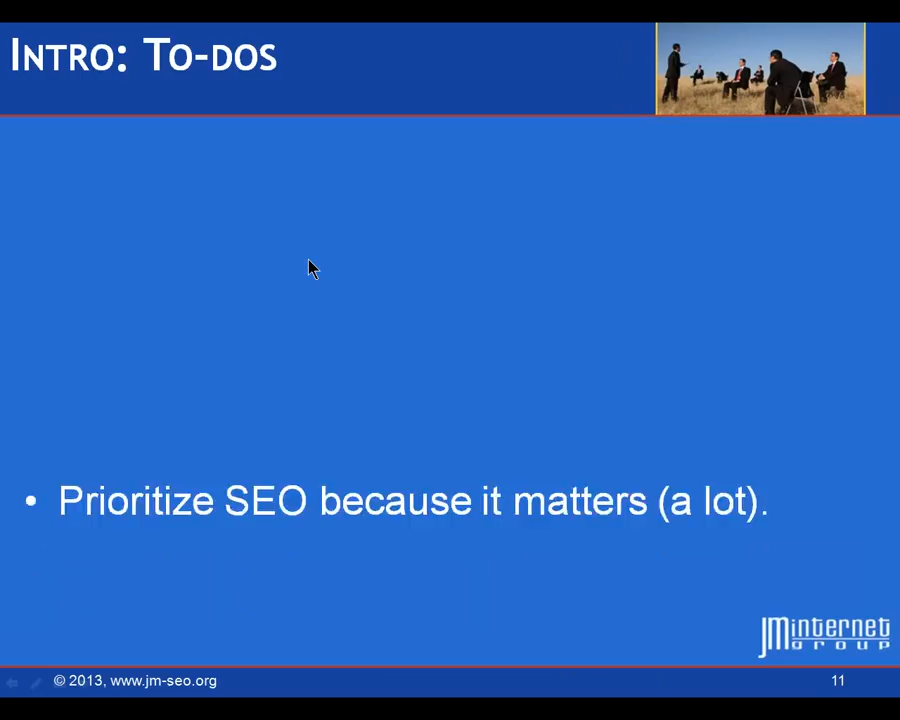 INTRO: TO-DOS
• Prioritize SEO because it matters (a lot).
JMinternet
GROUP
© 2013, www.jm-seo.org
11